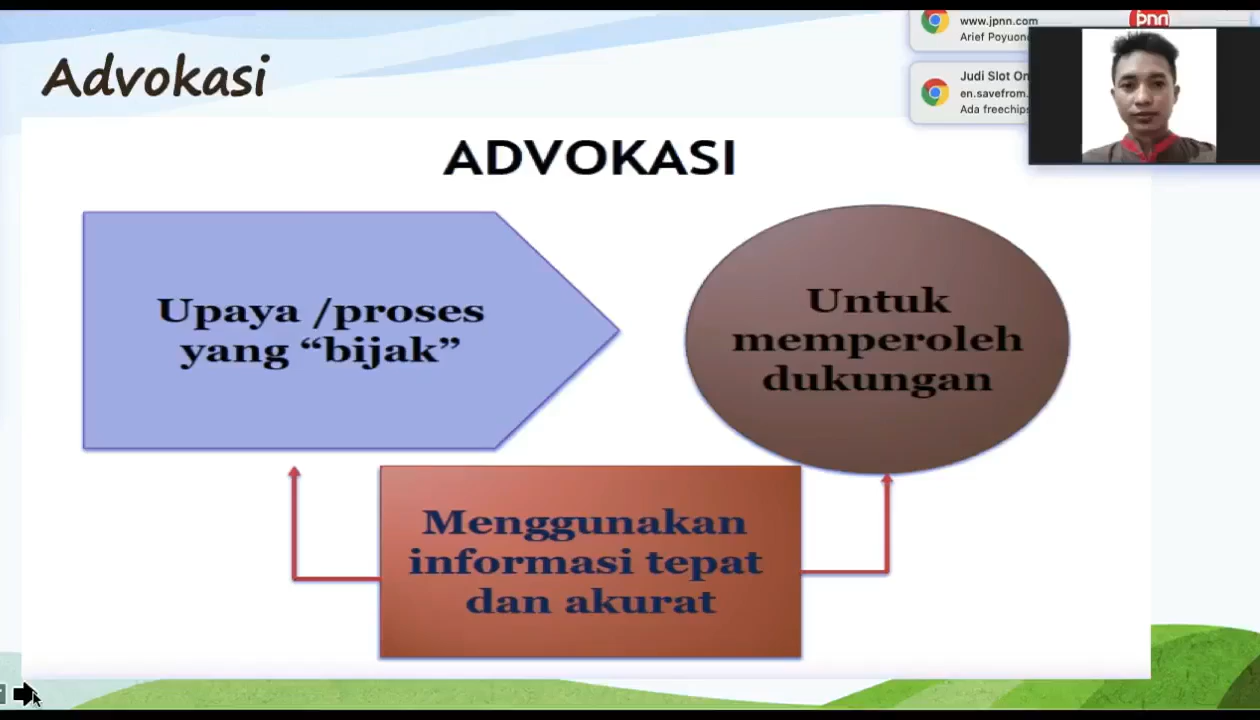 Advokasi
www.jpnn.com
jpnn
Arief Poyuono
Judi Slot On
en.savefrom.
Ada freechips
ADVOKASI
Upaya /proses
yang “bijak”
Untuk
memperoleh
dukungan
Menggunakan
informasi tepat
dan akurat